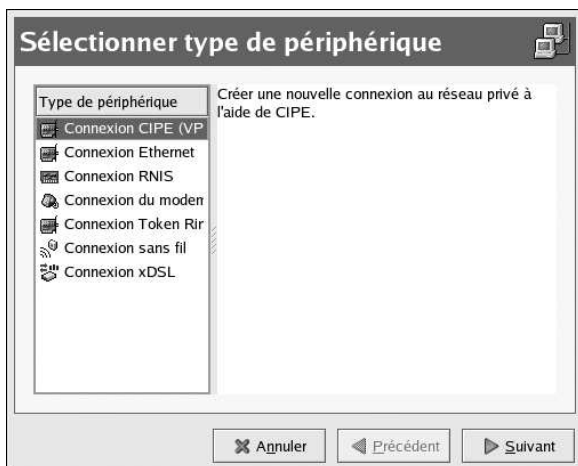 Sélectionner type de périphérique
Type de périphérique
Connexion CIPE (VP
Connexion Ethernet
Connexion RNIS
Connexion du modem
Connexion Token Rin
Connexion sans fil
Connexion xDSL
Créer une nouvelle connexion au réseau privé à
l'aide de CIPE.
Annuler
Précédent
Suivant